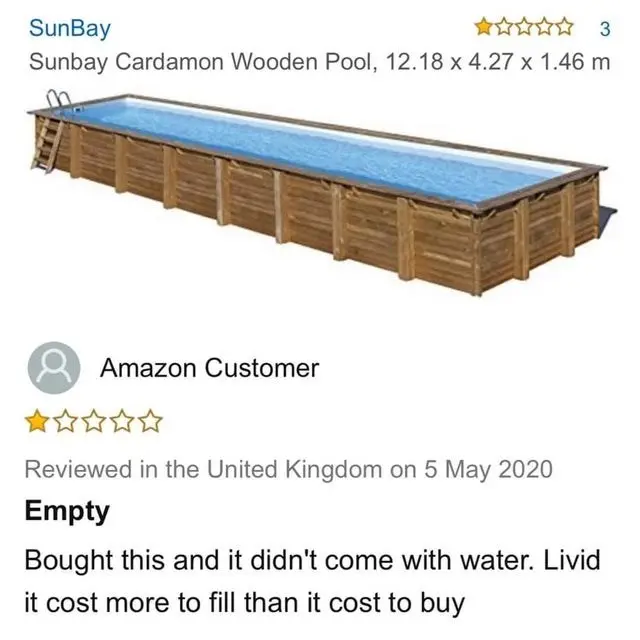 SunBay
3
Sunbay Cardamon Wooden Pool, 12.18 x 4.27 x 1.46 m
Amazon Customer
Reviewed in the United Kingdom on 5 May 2020
Empty
Bought this and it didn't come with water. Livid
it cost more to fill than it cost to buy